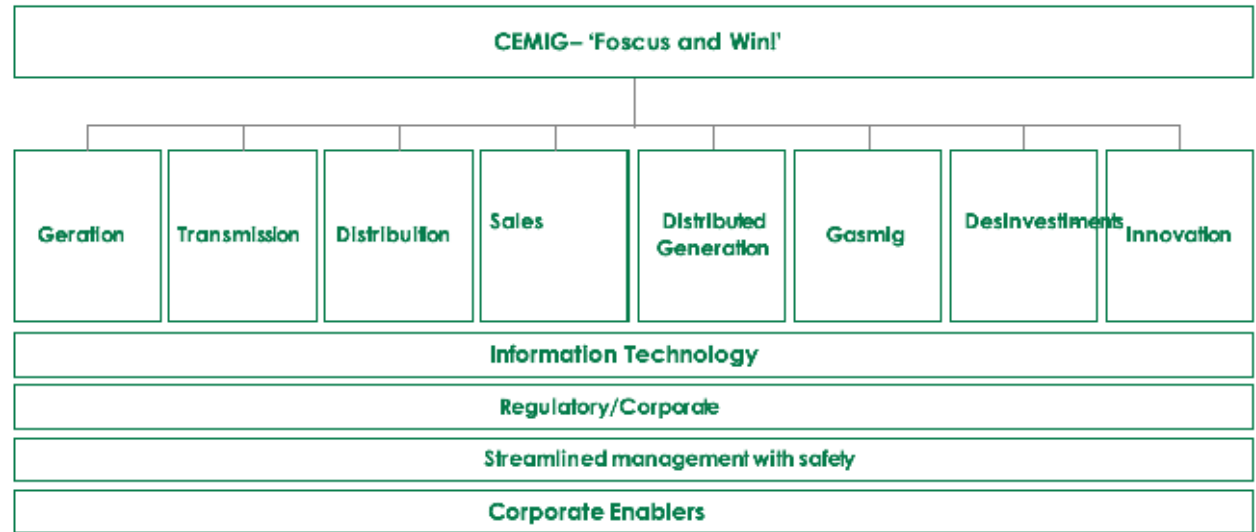 CEMIG– ‘Foscus and Win!’
Geration
Transmission
Distribuition
Sales
Distributed
Generation
Gasmig
Desinvestiments
Innovation
Information Technology
Regulatory/Corporate
Streamlined management with safety
Corporate Enablers